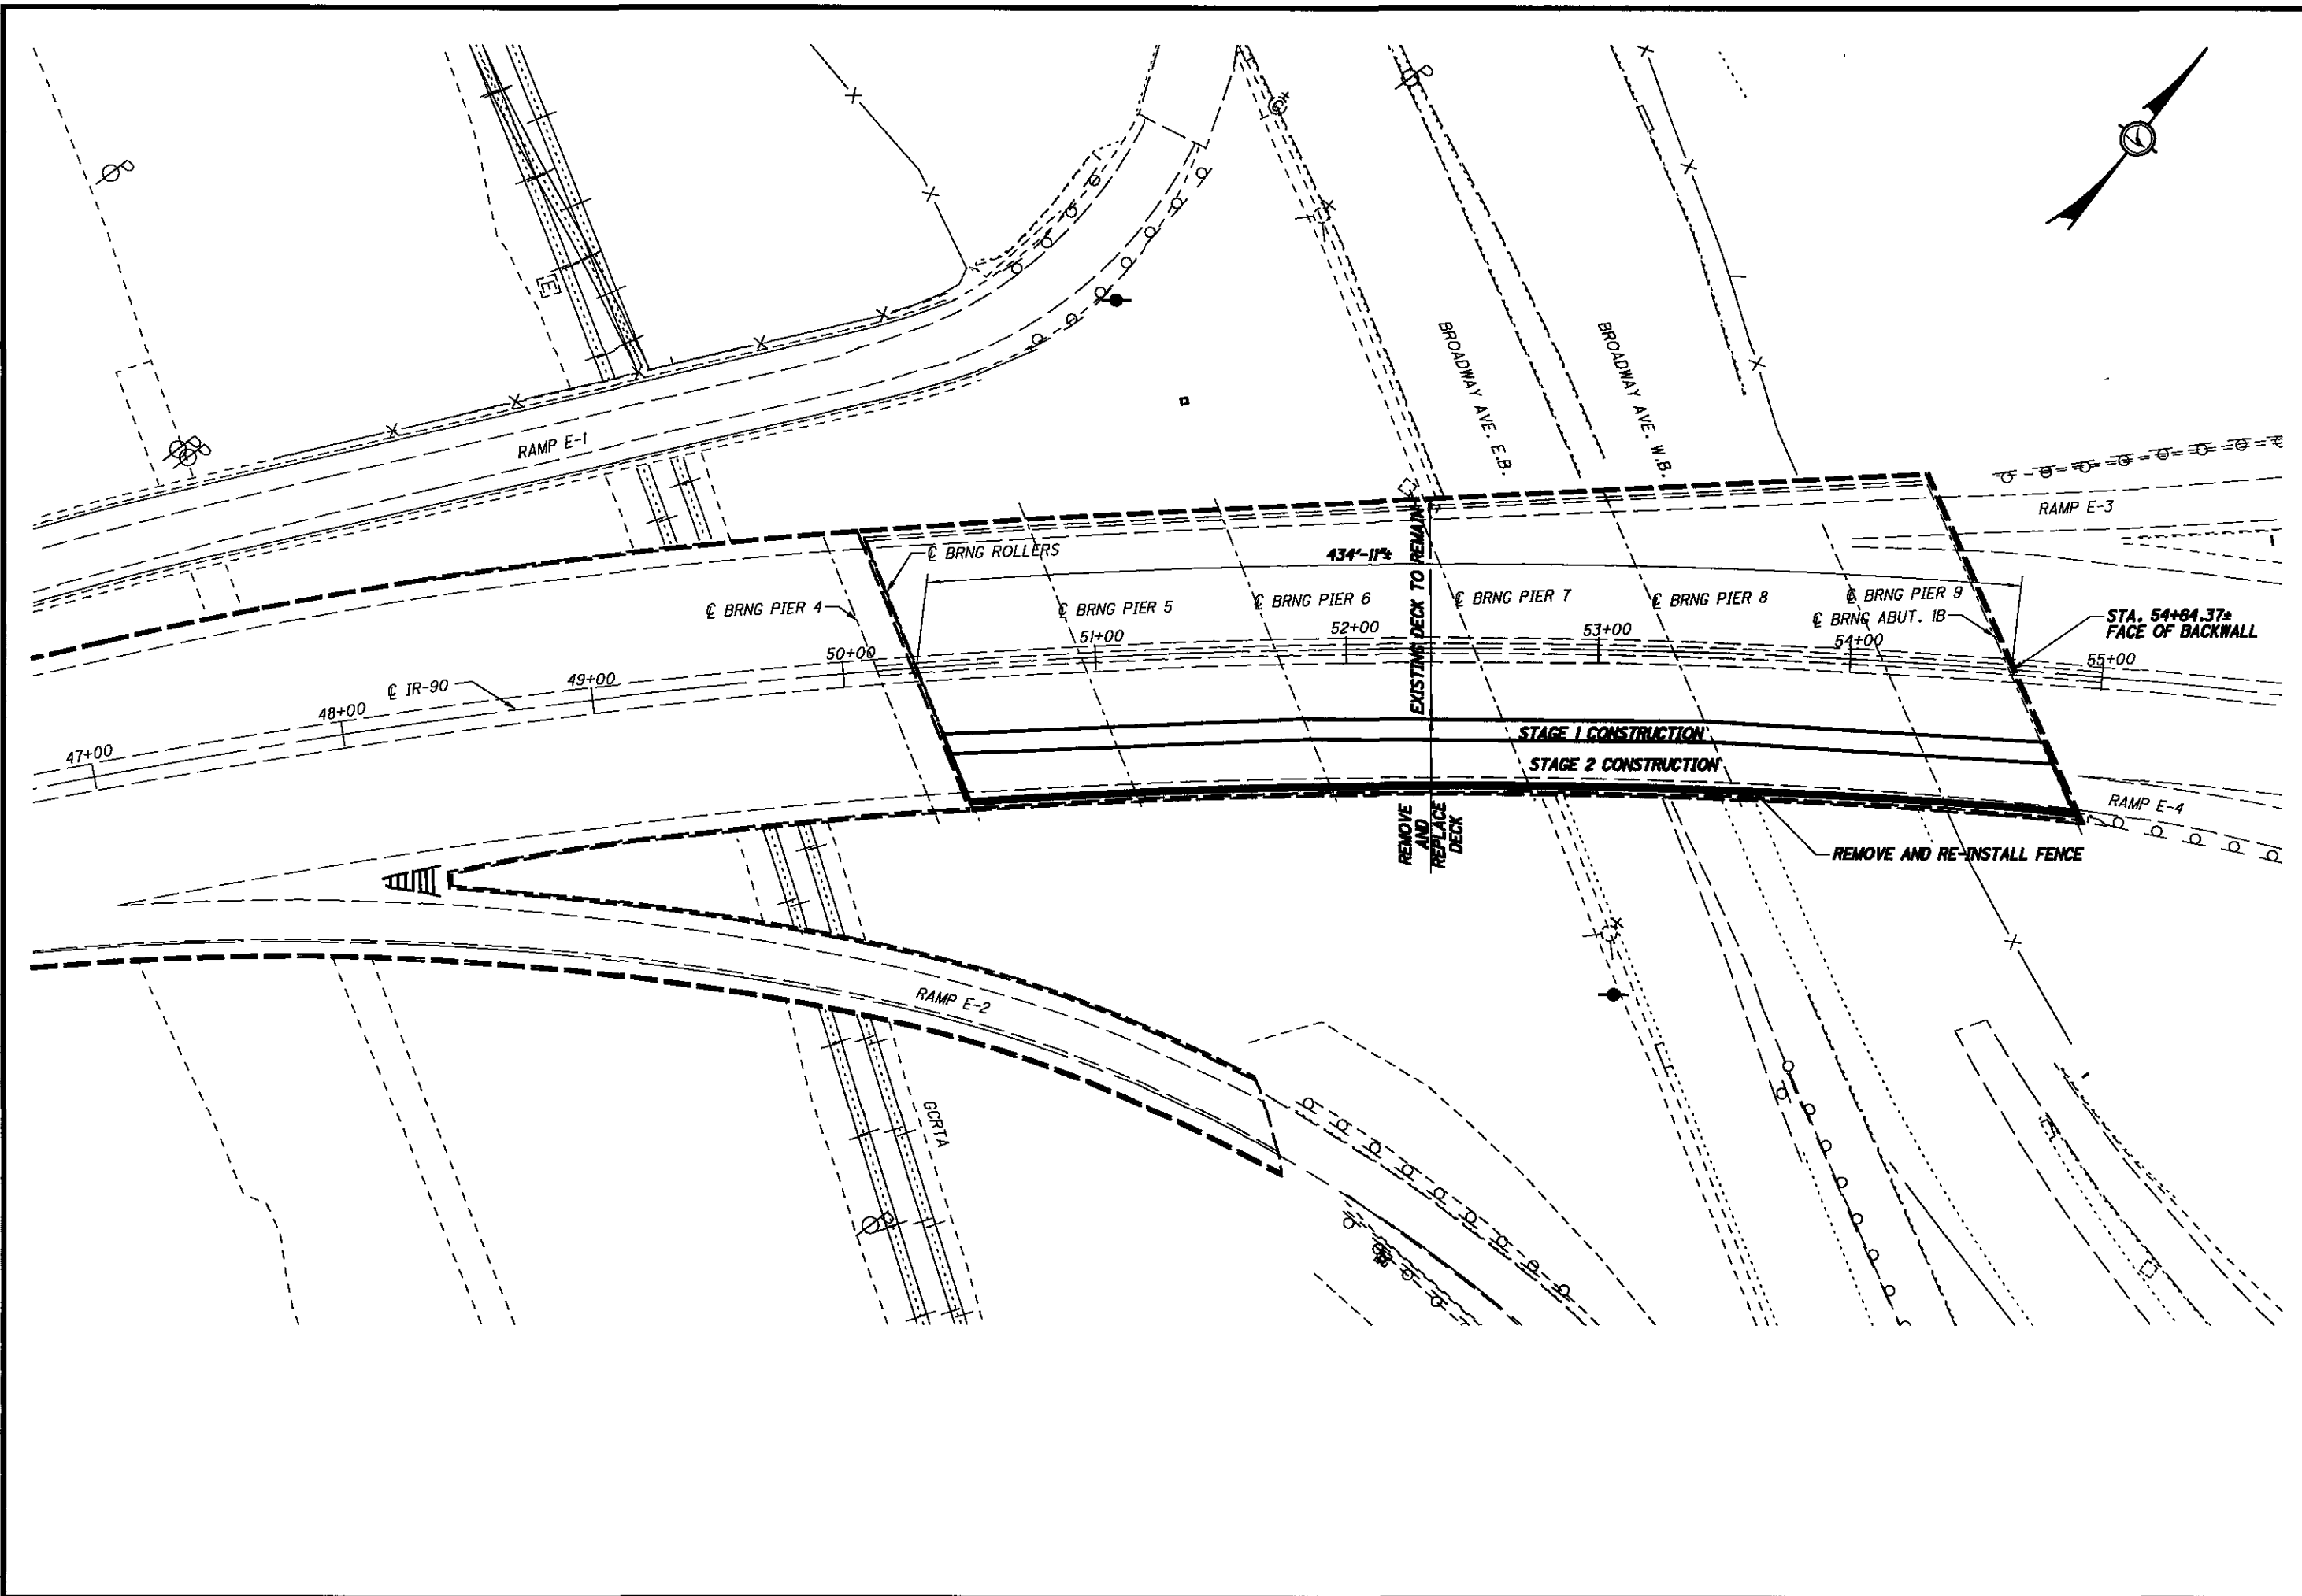 BROADWAY AVE. E.B.
BROADWAY AVE. W.B.
RAMP E-1
E
RAMP E-3
℄ BRNG ROLLERS
434'-11"±
EXISTING DECK TO REMAIN
℄ BRNG PIER 4
℄ BRNG PIER 5
℄ BRNG PIER 6
℄ BRNG PIER 7
℄ BRNG PIER 8
℄ BRNG PIER 9
℄ BRNG ABUT. 1B
STA. 54+64.37±
FACE OF BACKWALL
47+00
48+00
℄ IR-90
49+00
50+00
51+00
52+00
53+00
54+00
55+00
STAGE 1 CONSTRUCTION
STAGE 2 CONSTRUCTION
REMOVE
AND
REPLACE
DECK
RAMP E-4
REMOVE AND RE-INSTALL FENCE
RAMP E-2
GCRTA